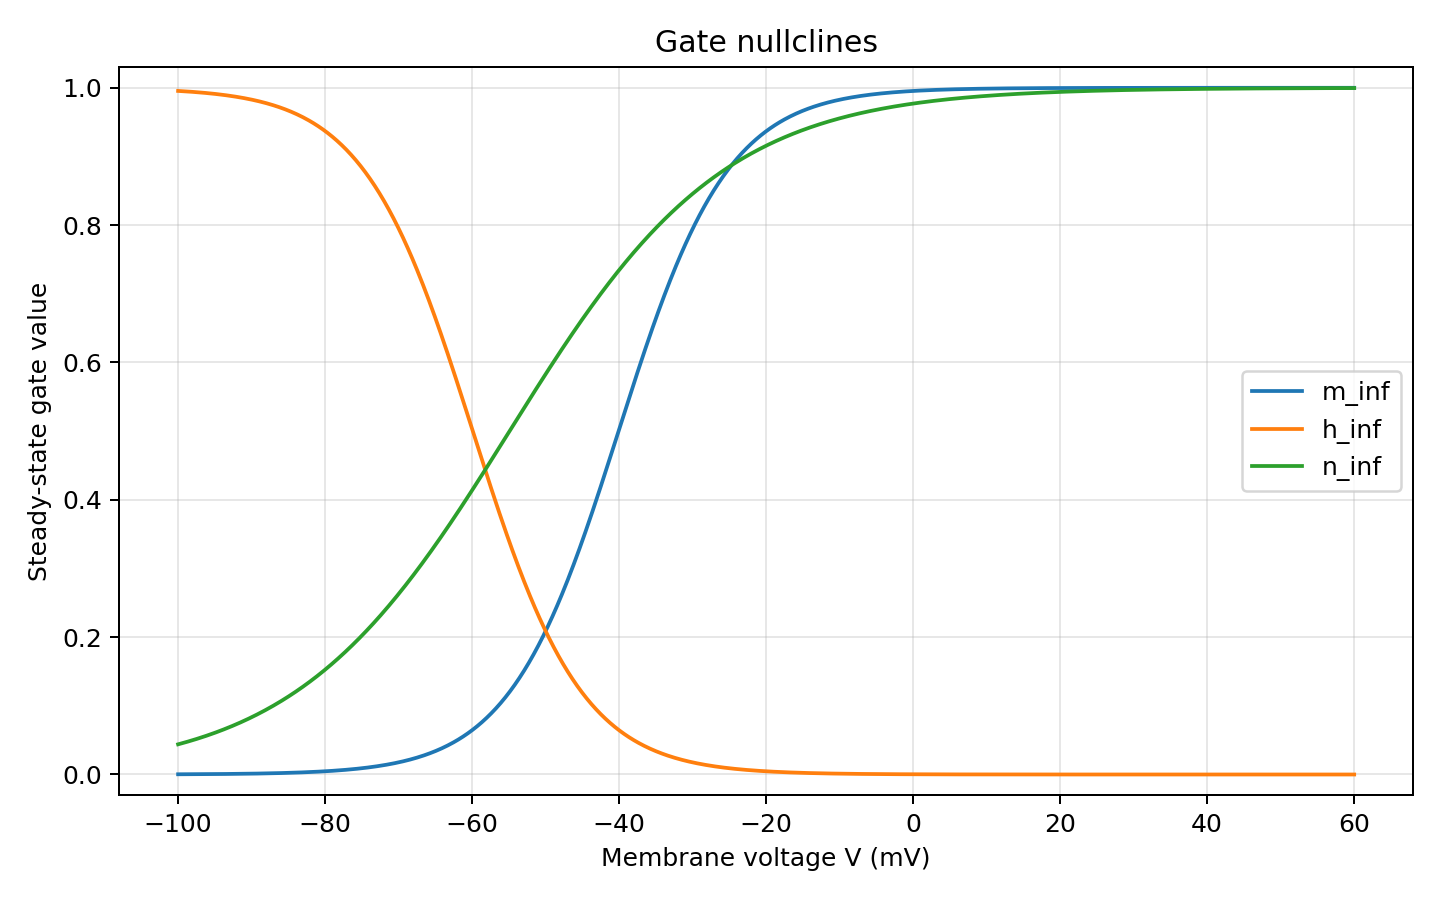 Gate nullclines
1.0
0.8
0.6
0.4
0.2
0.0
Steady-state gate value
m_inf
h_inf
n_inf
−100 −80 −60 −40 −20 0 20 40 60
Membrane voltage V (mV)